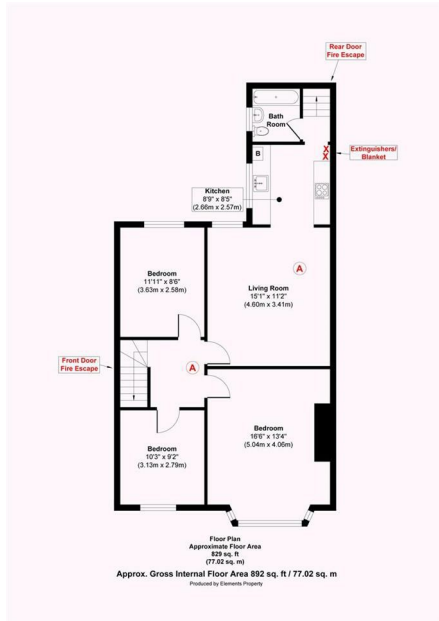 Rear Door
Fire Escape
Bath
Room
B
X
X
Extinguishers/
Blanket
Kitchen
8'9" x 8'5"
(2.66m x 2.57m)
Bedroom
11'11" x 8'6"
(3.63m x 2.58m)
A
Living Room
15'1" x 11'2"
(4.60m x 3.41m)
Front Door
Fire Escape
A
Bedroom
10'3" x 9'2"
(3.13m x 2.79m)
Bedroom
16'6" x 13'4"
(5.04m x 4.06m)
Floor Plan
Approximate Floor Area
829 sq. ft
(77.02 sq. m)
Approx. Gross Internal Floor Area 892 sq. ft / 77.02 sq. m
Produced by Elements Property